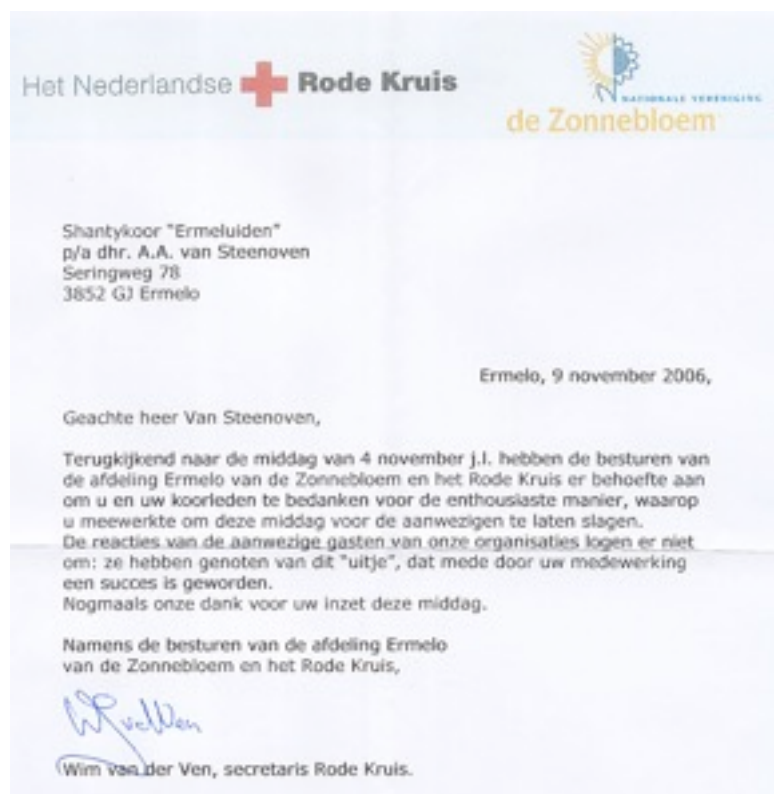 Het Nederlandse Rode Kruis
NATIONALE VERENIGING
de Zonnebloem
Shantykoor "Ermeluiden"
p/a dhr. A.A. van Steenoven
Seringweg 78
3852 GJ Ermelo
Ermelo, 9 november 2006,
Geachte heer Van Steenoven,
Terugkijkend naar de middag van 4 november j.l. hebben de besturen van
de afdeling Ermelo van de Zonnebloem en het Rode Kruis er behoefte aan
om u en uw koorleden te bedanken voor de enthousiaste manier, waarop
u meewerkte om deze middag voor de aanwezigen te laten slagen.
De reacties van de aanwezige gasten van onze organisaties logen er niet
om: ze hebben genoten van dit "uitje", dat mede door uw medewerking
een succes is geworden.
Nogmaals onze dank voor uw inzet deze middag.
Namens de besturen van de afdeling Ermelo
van de Zonnebloem en het Rode Kruis,
Wim van der Ven, secretaris Rode Kruis.